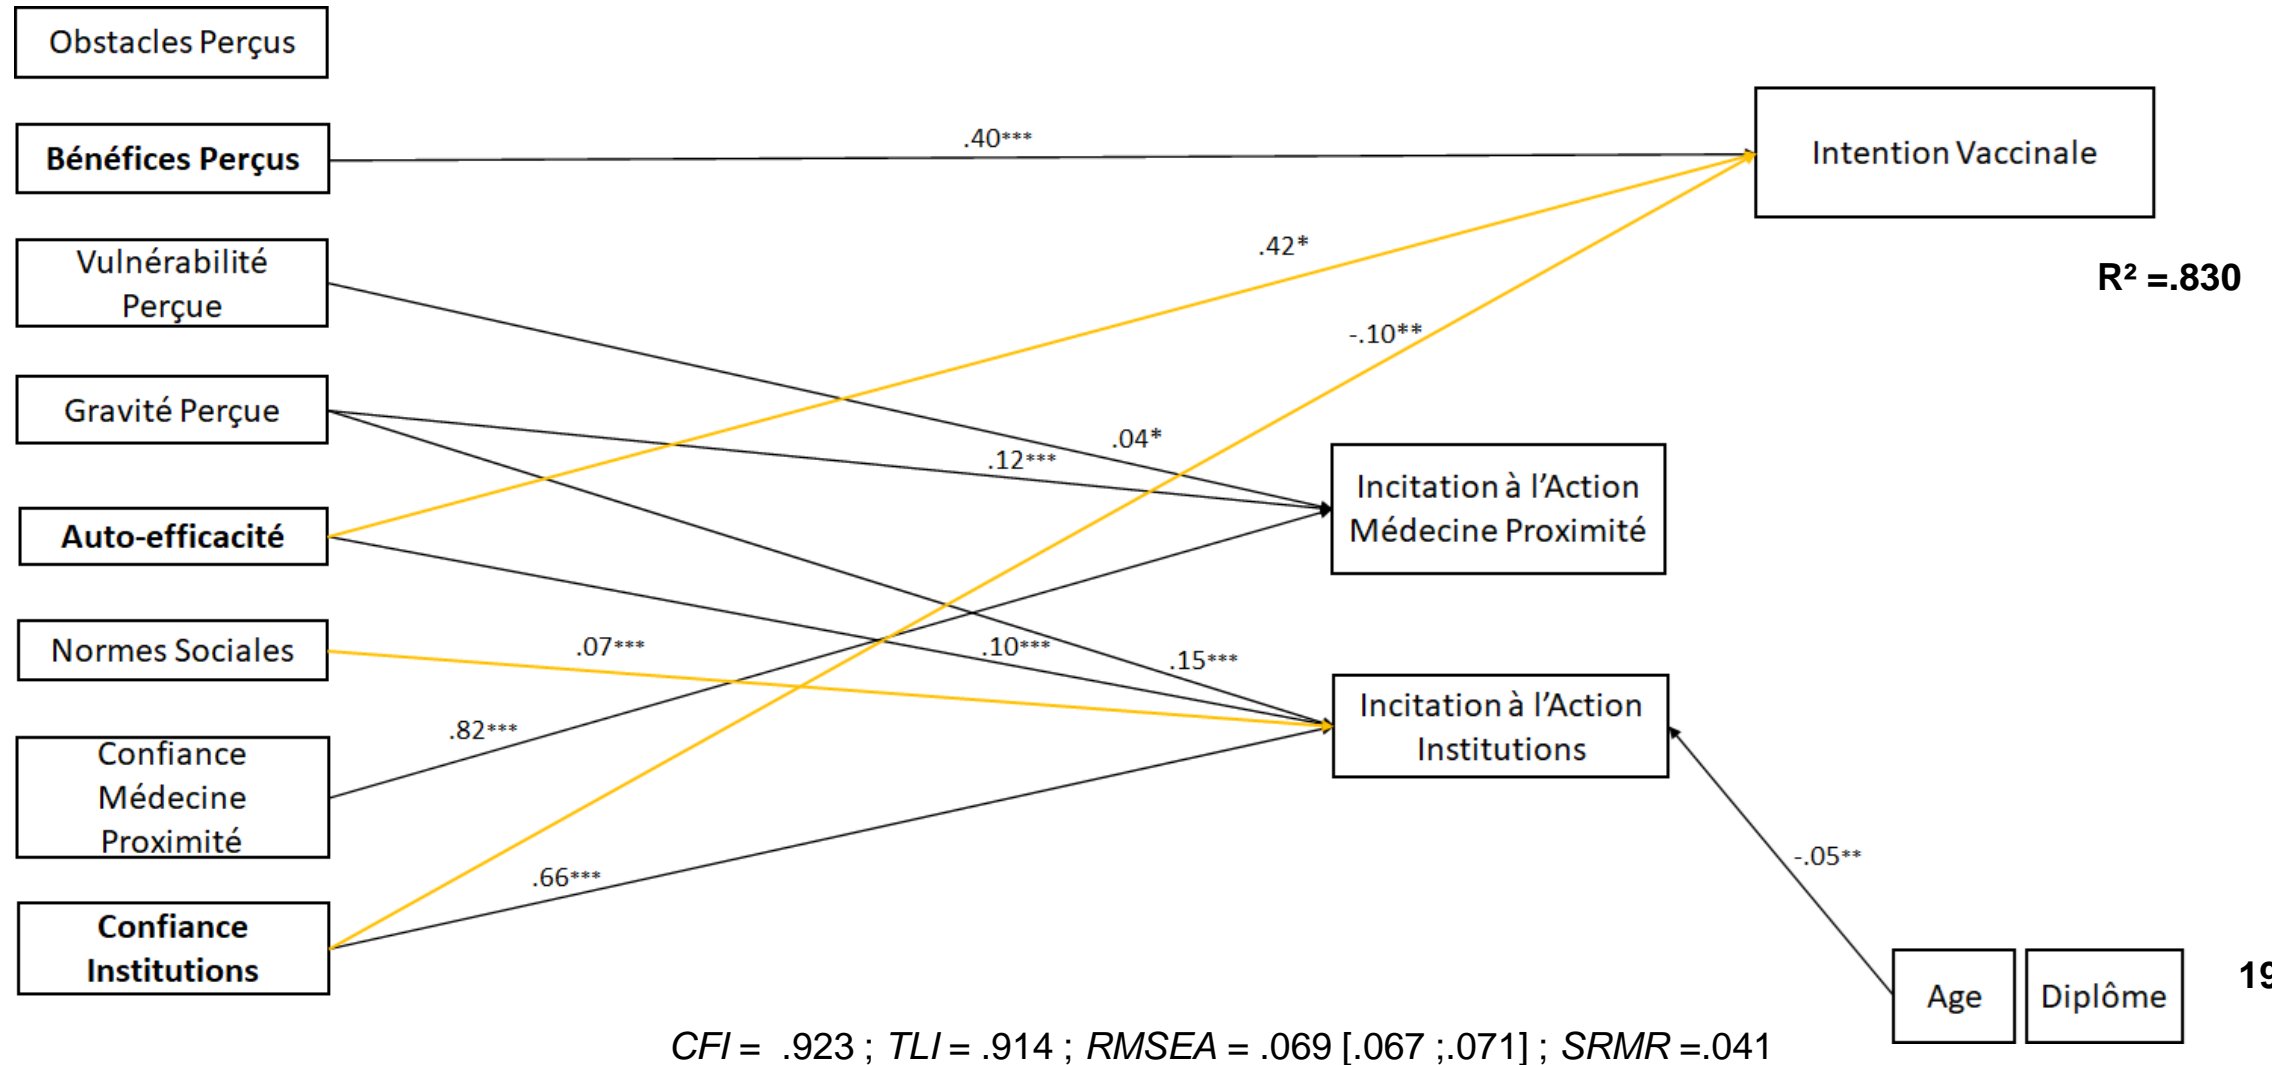 Obstacles Perçus
Bénéfices Perçus
.40***
Intention Vaccinale
Vulnérabilité
Perçue
.42*
R² =.830
-.10**
Gravité Perçue
.04*
.12***
Incitation à l’Action
Médecine Proximité
Auto-efficacité
Normes Sociales
.07***
.10***
.15***
Incitation à l’Action
Institutions
.82***
Confiance
Médecine
Proximité
-.05**
.66***
Confiance
Institutions
Age
Diplôme
19
CFI = .923 ; TLI = .914 ; RMSEA = .069 [.067 ;.071] ; SRMR =.041